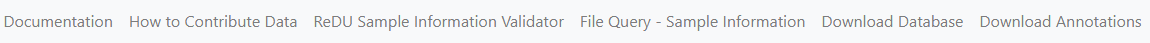 Documentation How to Contribute Data ReDU Sample Information Validator File Query - Sample Information Download Database Download Annotations